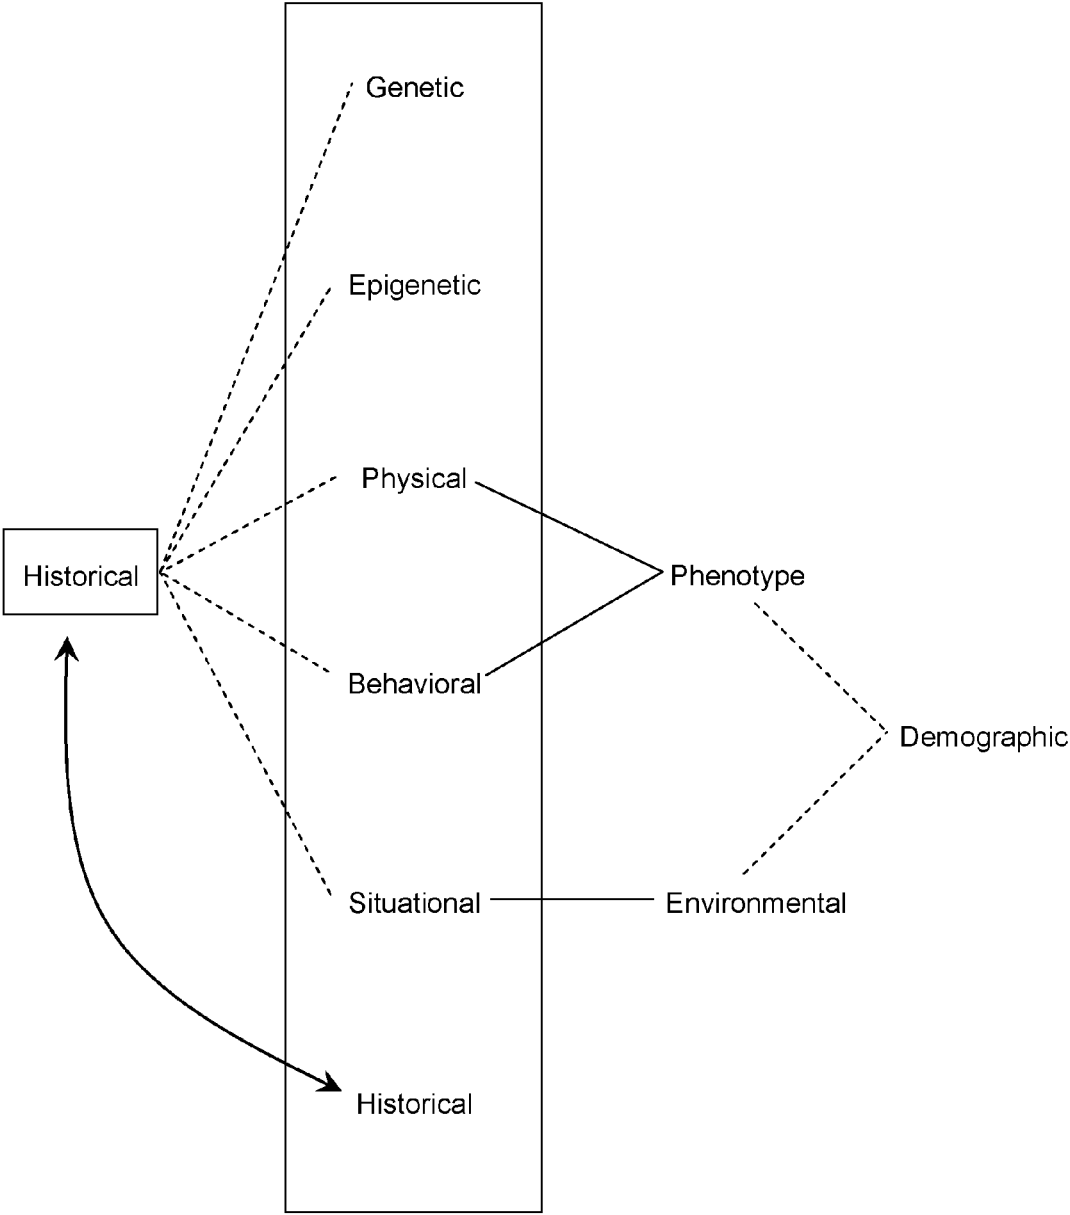 Genetic
Epigenetic
Physical
Historical
Phenotype
Behavioral
Demographic
Situational
Environmental
Historical